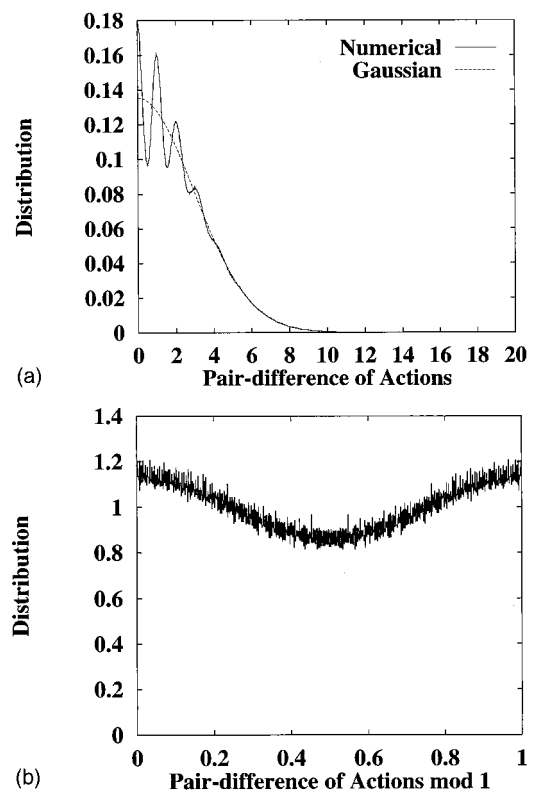 0.18
0.16
0.14
0.12
0.1
0.08
0.06
0.04
0.02
0
Distribution
Numerical
Gaussian
0 2 4 6 8 10 12 14 16 18 20
Pair-difference of Actions
(a)
1.4
1.2
1
0.8
0.6
0.4
0.2
0
Distribution
0 0.2 0.4 0.6 0.8 1
Pair-difference of Actions mod 1
(b)